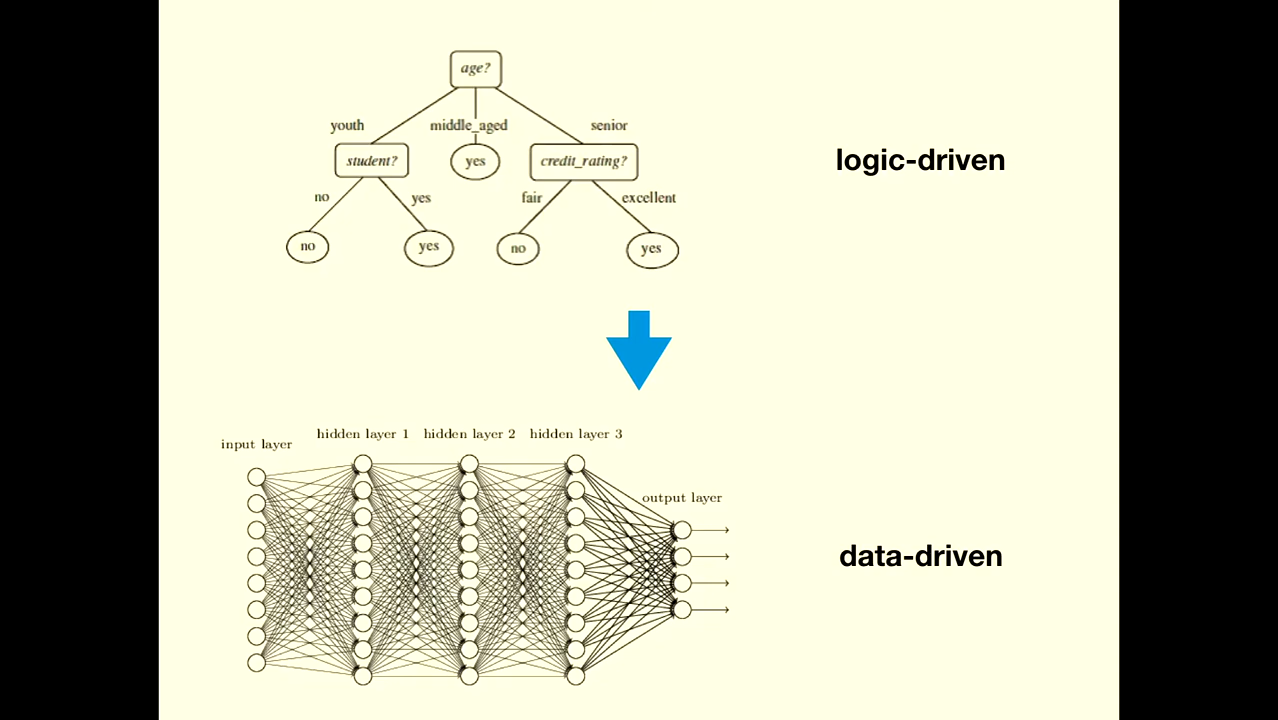 age?
youth
middle_aged
senior
student?
yes
credit_rating?
logic-driven
no
yes
fair
excellent
no
yes
no
yes
hidden layer 1
hidden layer 2
hidden layer 3
input layer
output layer
data-driven